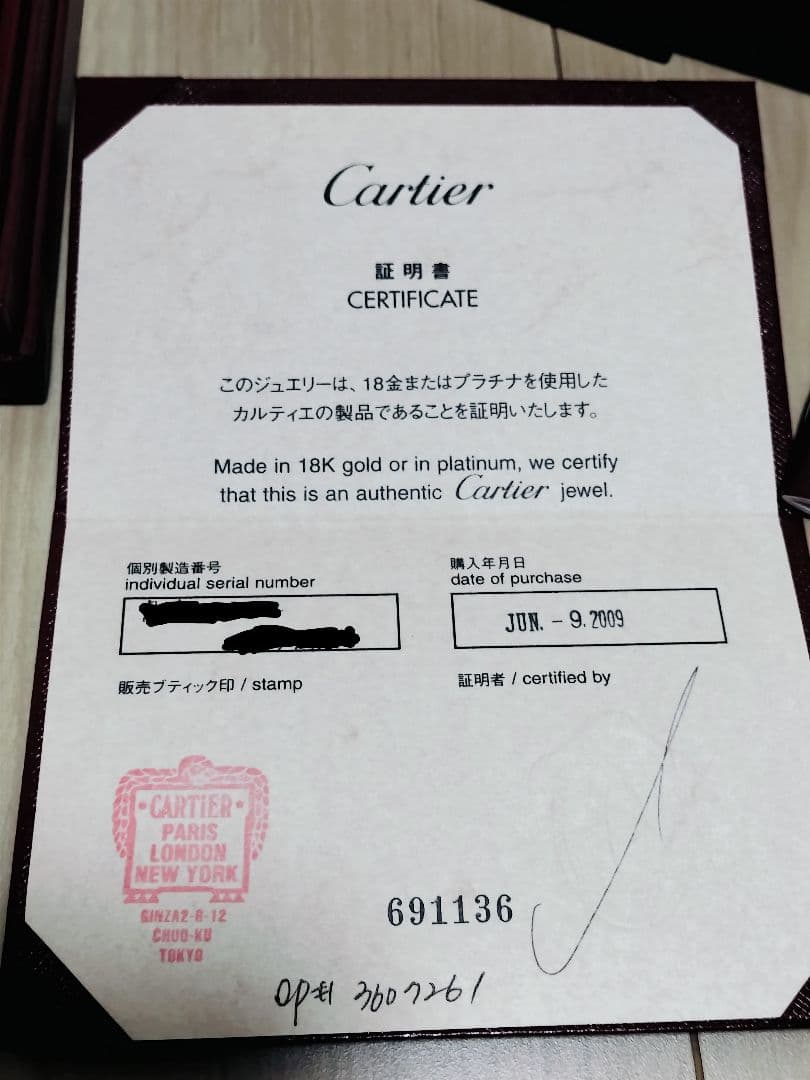 Cartier
証明書
CERTIFICATE
このジュエリーは、18金またはプラチナを使用した
カルティエの製品であることを証明いたします。
Made in 18K gold or in platinum, we certify
that this is an authentic Cartier jewel.
個別製造番号
individual serial number
購入年月日
date of purchase
JUN. - 9. 2009
販売ブティック印 / stamp
証明者 / certified by
・CARTIER・
PARIS
LONDON
NEW YORK
GINZA2-6-12
CHUO-KU
TOKYO
691136
3607261